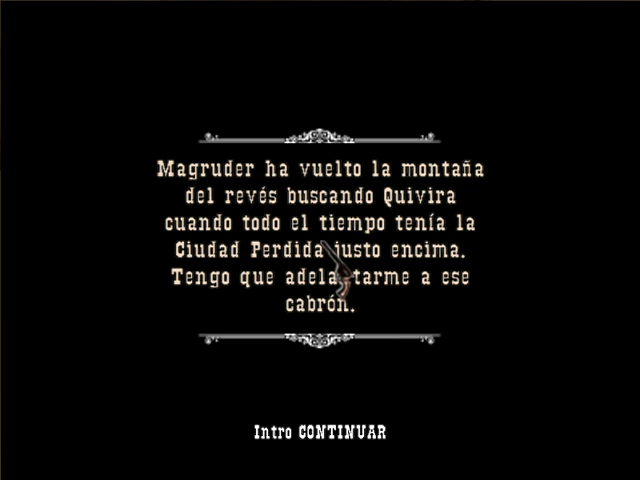 Magruder ha vuelto la montaña
del revés buscando Quivira
cuando todo el tiempo tenía la
Ciudad Perdida justo encima.
Tengo que adelantarme a ese
cabrón.
Intro CONTINUAR